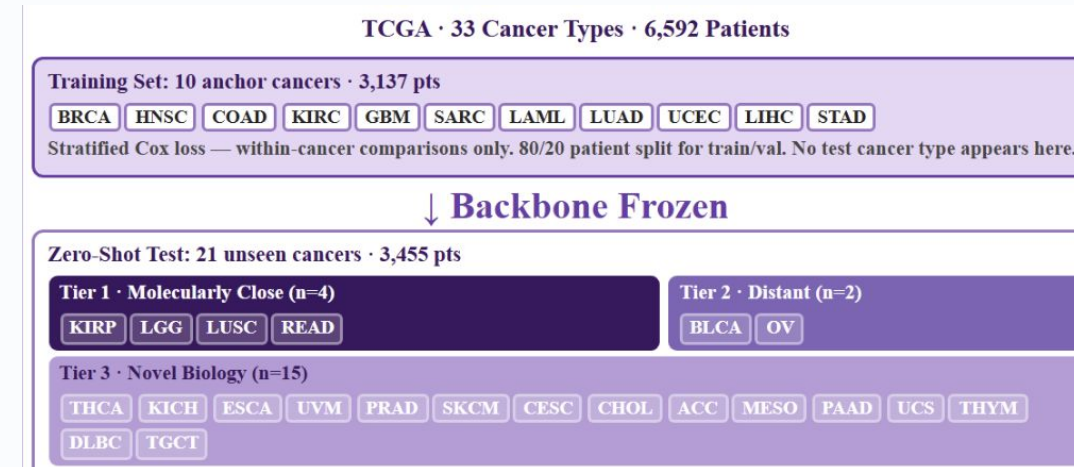 TCGA · 33 Cancer Types · 6,592 Patients
Training Set: 10 anchor cancers · 3,137 pts
BRCA HNSC COAD KIRC GBM SARC LAML LUAD UCEC LIHC STAD
Stratified Cox loss — within-cancer comparisons only. 80/20 patient split for train/val. No test cancer type appears here.
↓ Backbone Frozen
Zero-Shot Test: 21 unseen cancers · 3,455 pts
Tier 1 · Molecularly Close (n=4)
KIRP LGG LUSC READ
Tier 2 · Distant (n=2)
BLCA OV
Tier 3 · Novel Biology (n=15)
THCA KICH ESCA UVM PRAD SKCM CESC CHOL ACC MESO PAAD UCS THYM
DLBC TGCT